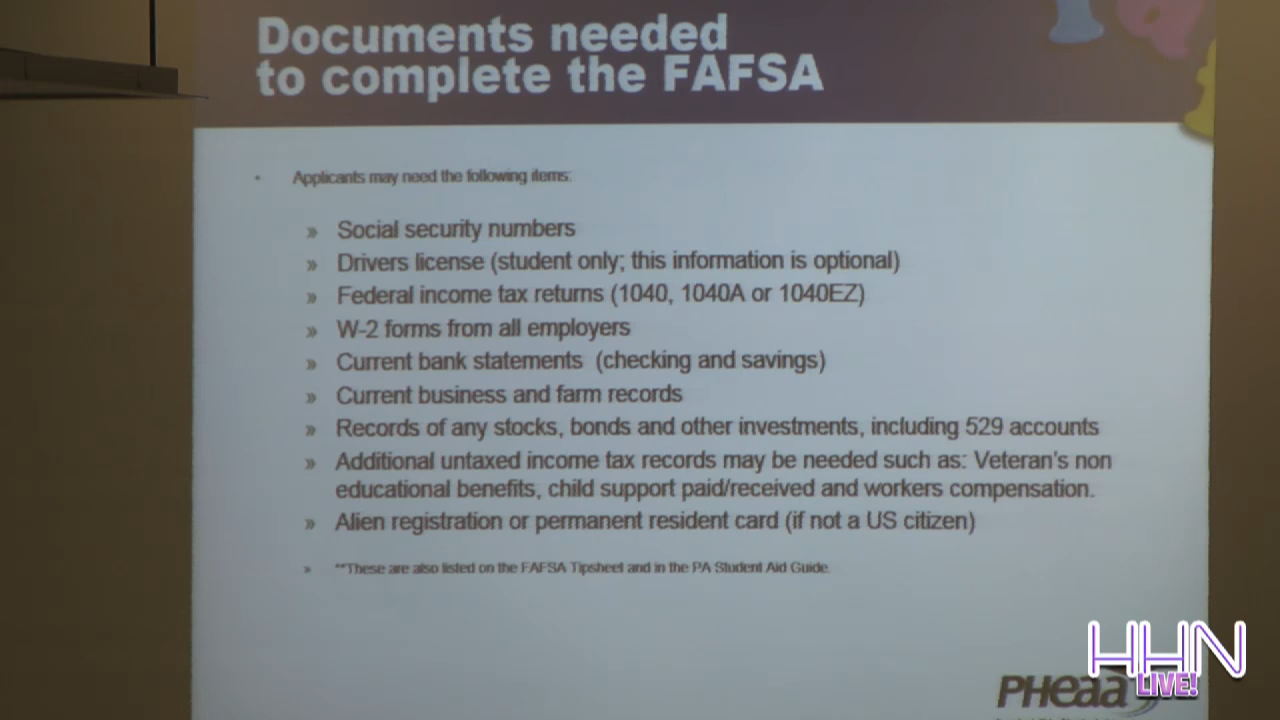 Documents needed
to complete the FAFSA
• Applicants may need the following items:
» Social security numbers
» Drivers license (student only; this information is optional)
» Federal income tax returns (1040, 1040A or 1040EZ)
» W-2 forms from all employers
» Current bank statements (checking and savings)
» Current business and farm records
» Records of any stocks, bonds and other investments, including 529 accounts
» Additional untaxed income tax records may be needed such as: Veteran's non
educational benefits, child support paid/received and workers compensation.
» Alien registration or permanent resident card (if not a US citizen)
» **These are also listed on the FAFSA Tipsheet and in the PA Student Aid Guide.
HHN
LIVE!
PHEAA